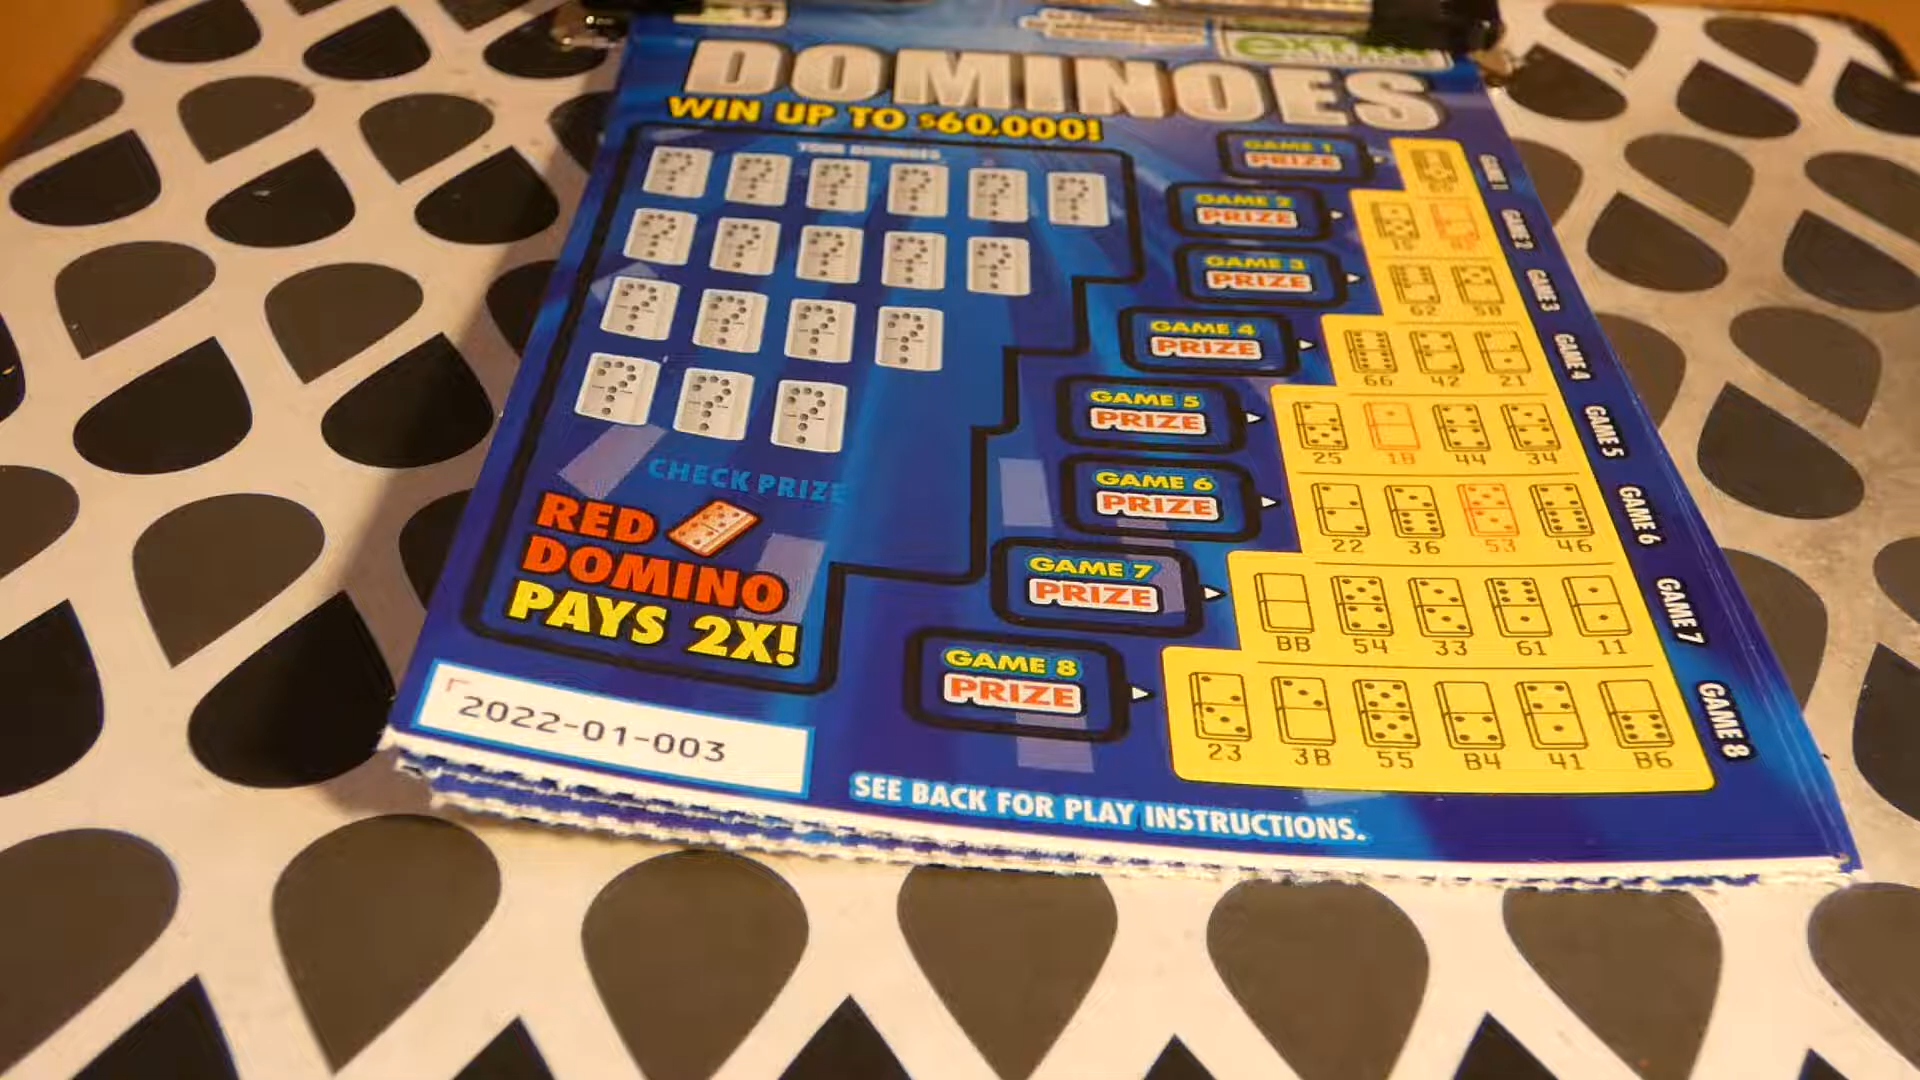 DOMINOES
WIN UP TO $60,000!
YOUR DOMINOES
CHECK PRIZE
RED
DOMINO
PAYS 2X!
2022-01-003
GAME 1
PRIZE
GAME 2
PRIZE
GAME 3
PRIZE
GAME 4
PRIZE
GAME 5
PRIZE
GAME 6
PRIZE
GAME 7
PRIZE
GAME 8
PRIZE
GAME 1
GAME 2
62 50 GAME 3
66 42 21 GAME 4
25 1B 44 34 GAME 5
22 36 53 46 GAME 6
BB 54 33 61 11 GAME 7
23 3B 55 B4 41 B6 GAME 8
SEE BACK FOR PLAY INSTRUCTIONS.